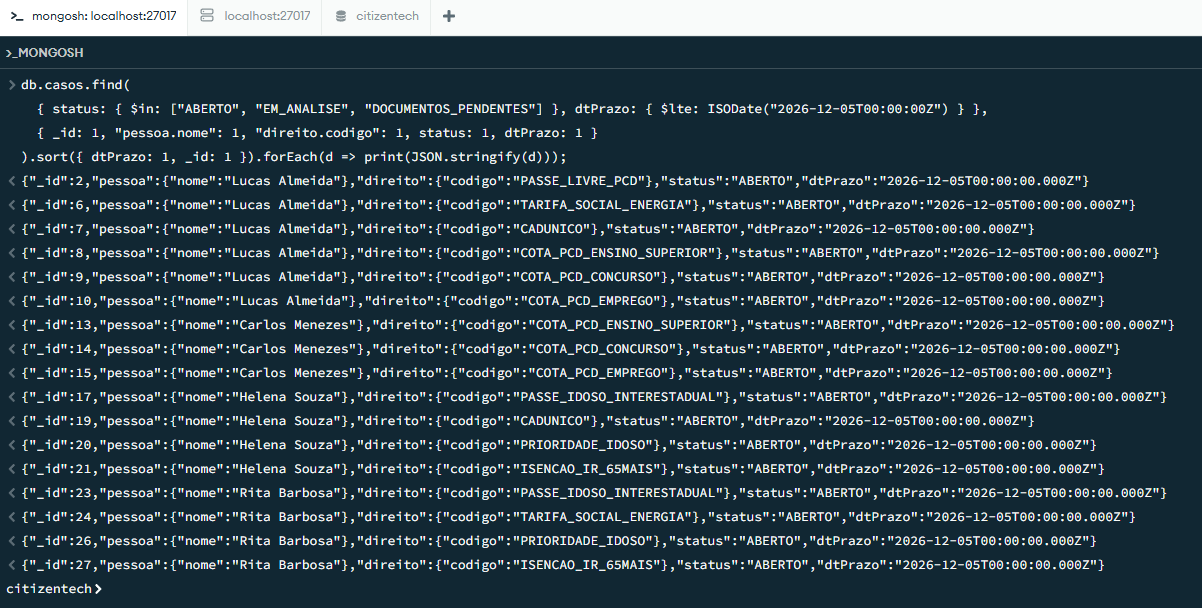 >_ mongosh: localhost:27017 localhost:27017 citizentech +
>_MONGOSH
> db.casos.find(
{ status: { $in: ["ABERTO", "EM_ANALISE", "DOCUMENTOS_PENDENTES"] }, dtPrazo: { $lte: ISODate("2026-12-05T00:00:00Z") } },
{ _id: 1, "pessoa.nome": 1, "direito.codigo": 1, status: 1, dtPrazo: 1 }
).sort({ dtPrazo: 1, _id: 1 }).forEach(d => print(JSON.stringify(d)));
< {"_id":2,"pessoa":{"nome":"Lucas Almeida"},"direito":{"codigo":"PASSE_LIVRE_PCD"},"status":"ABERTO","dtPrazo":"2026-12-05T00:00:00.000Z"}
< {"_id":6,"pessoa":{"nome":"Lucas Almeida"},"direito":{"codigo":"TARIFA_SOCIAL_ENERGIA"},"status":"ABERTO","dtPrazo":"2026-12-05T00:00:00.000Z"}
< {"_id":7,"pessoa":{"nome":"Lucas Almeida"},"direito":{"codigo":"CADUNICO"},"status":"ABERTO","dtPrazo":"2026-12-05T00:00:00.000Z"}
< {"_id":8,"pessoa":{"nome":"Lucas Almeida"},"direito":{"codigo":"COTA_PCD_ENSINO_SUPERIOR"},"status":"ABERTO","dtPrazo":"2026-12-05T00:00:00.000Z"}
< {"_id":9,"pessoa":{"nome":"Lucas Almeida"},"direito":{"codigo":"COTA_PCD_CONCURSO"},"status":"ABERTO","dtPrazo":"2026-12-05T00:00:00.000Z"}
< {"_id":10,"pessoa":{"nome":"Lucas Almeida"},"direito":{"codigo":"COTA_PCD_EMPREGO"},"status":"ABERTO","dtPrazo":"2026-12-05T00:00:00.000Z"}
< {"_id":13,"pessoa":{"nome":"Carlos Menezes"},"direito":{"codigo":"COTA_PCD_ENSINO_SUPERIOR"},"status":"ABERTO","dtPrazo":"2026-12-05T00:00:00.000Z"}
< {"_id":14,"pessoa":{"nome":"Carlos Menezes"},"direito":{"codigo":"COTA_PCD_CONCURSO"},"status":"ABERTO","dtPrazo":"2026-12-05T00:00:00.000Z"}
< {"_id":15,"pessoa":{"nome":"Carlos Menezes"},"direito":{"codigo":"COTA_PCD_EMPREGO"},"status":"ABERTO","dtPrazo":"2026-12-05T00:00:00.000Z"}
< {"_id":17,"pessoa":{"nome":"Helena Souza"},"direito":{"codigo":"PASSE_IDOSO_INTERESTADUAL"},"status":"ABERTO","dtPrazo":"2026-12-05T00:00:00.000Z"}
< {"_id":19,"pessoa":{"nome":"Helena Souza"},"direito":{"codigo":"CADUNICO"},"status":"ABERTO","dtPrazo":"2026-12-05T00:00:00.000Z"}
< {"_id":20,"pessoa":{"nome":"Helena Souza"},"direito":{"codigo":"PRIORIDADE_IDOSO"},"status":"ABERTO","dtPrazo":"2026-12-05T00:00:00.000Z"}
< {"_id":21,"pessoa":{"nome":"Helena Souza"},"direito":{"codigo":"ISENCAO_IR_65MAIS"},"status":"ABERTO","dtPrazo":"2026-12-05T00:00:00.000Z"}
< {"_id":23,"pessoa":{"nome":"Rita Barbosa"},"direito":{"codigo":"PASSE_IDOSO_INTERESTADUAL"},"status":"ABERTO","dtPrazo":"2026-12-05T00:00:00.000Z"}
< {"_id":24,"pessoa":{"nome":"Rita Barbosa"},"direito":{"codigo":"TARIFA_SOCIAL_ENERGIA"},"status":"ABERTO","dtPrazo":"2026-12-05T00:00:00.000Z"}
< {"_id":26,"pessoa":{"nome":"Rita Barbosa"},"direito":{"codigo":"PRIORIDADE_IDOSO"},"status":"ABERTO","dtPrazo":"2026-12-05T00:00:00.000Z"}
< {"_id":27,"pessoa":{"nome":"Rita Barbosa"},"direito":{"codigo":"ISENCAO_IR_65MAIS"},"status":"ABERTO","dtPrazo":"2026-12-05T00:00:00.000Z"}
citizentech>